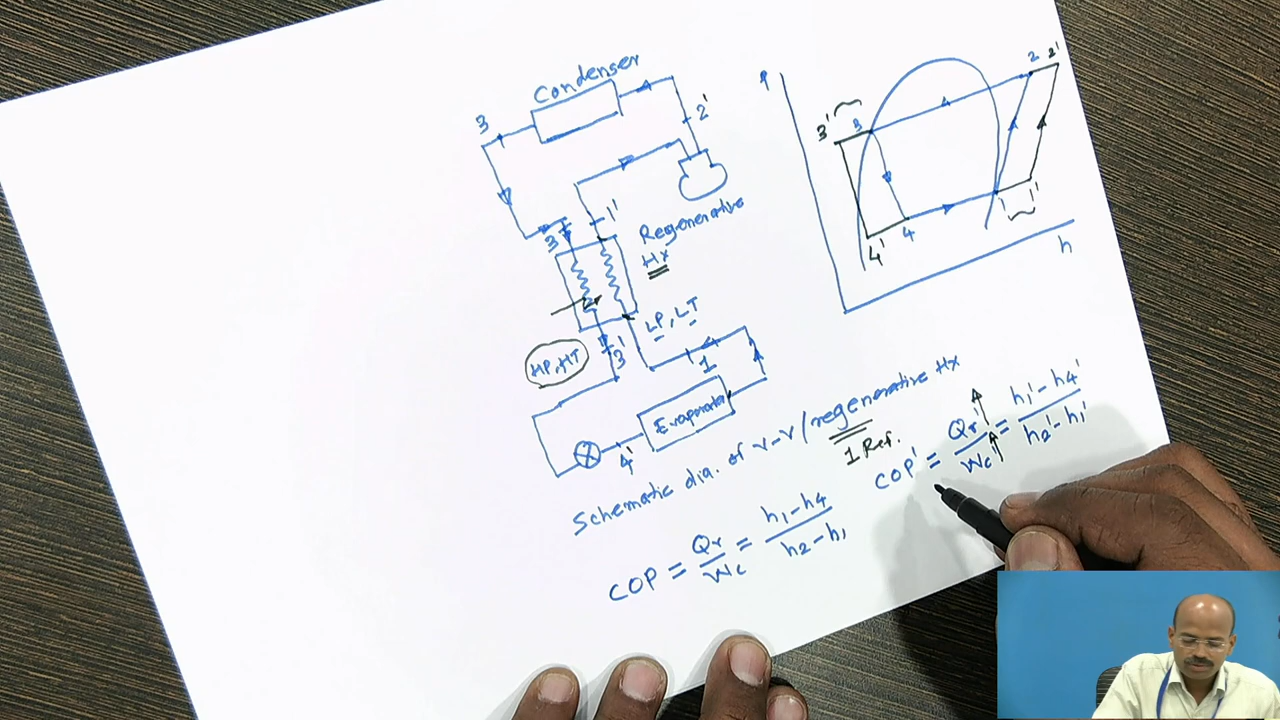 Condenser
3
2'
1'
3
Regenerative
Hx
LP, LT
HP, HT
3'
1
Evaporator
4'
Schematic dia. of V-V/regenerative Hx
1 Ref.
COP = Qr/Wc = h1-h4/h2-h1
COP' = Qr'/Wc' = h1'-h4'/h2'-h1'
P
2 2'
3' 3
1 1'
4' 4
h